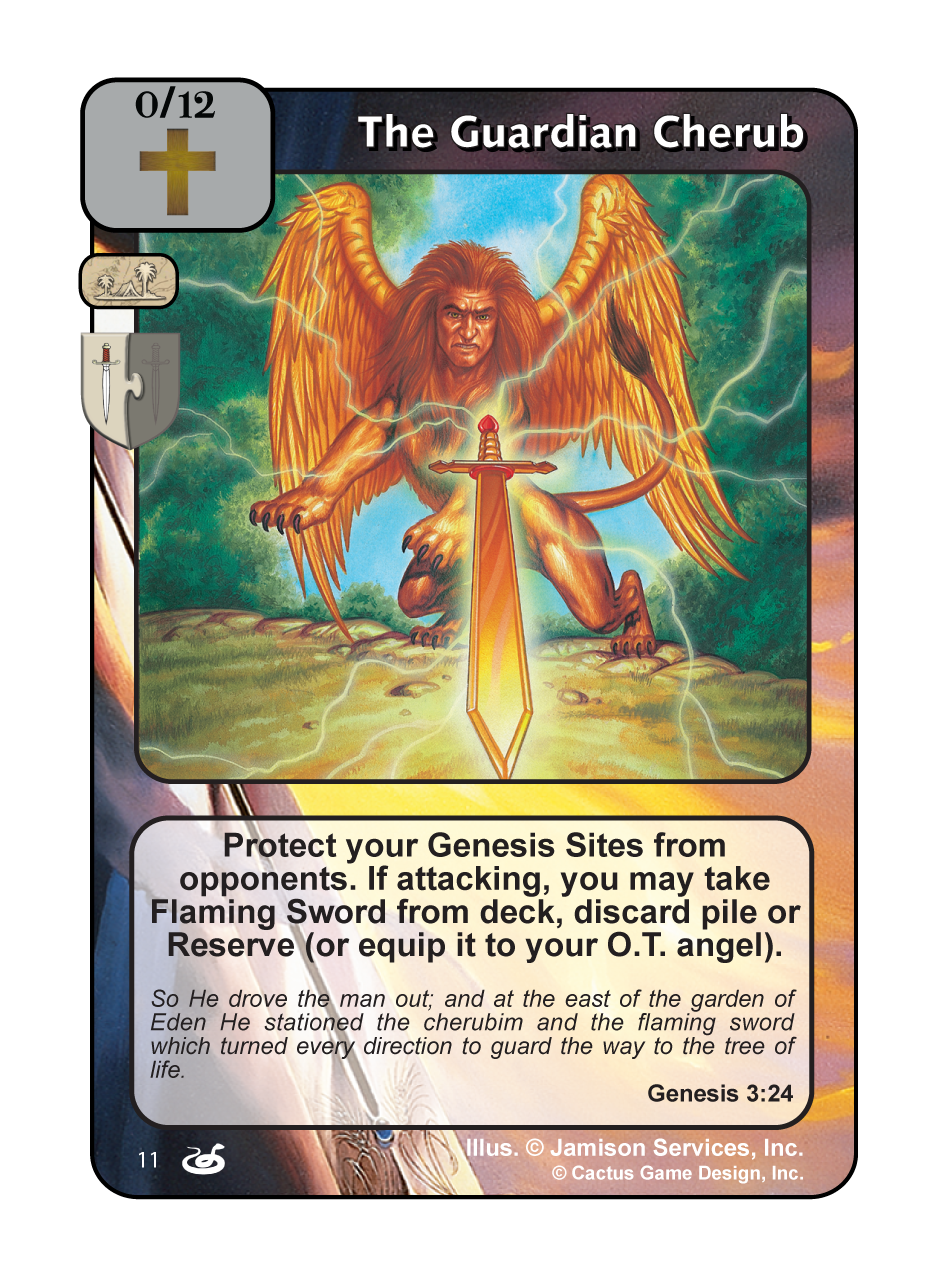 0/12
The Guardian Cherub
Protect your Genesis Sites from
opponents. If attacking, you may take
Flaming Sword from deck, discard pile or
Reserve (or equip it to your O.T. angel).
So He drove the man out; and at the east of the garden of
Eden He stationed the cherubim and the flaming sword
which turned every direction to guard the way to the tree of
life.
Genesis 3:24
11
Illus. © Jamison Services, Inc.
© Cactus Game Design, Inc.